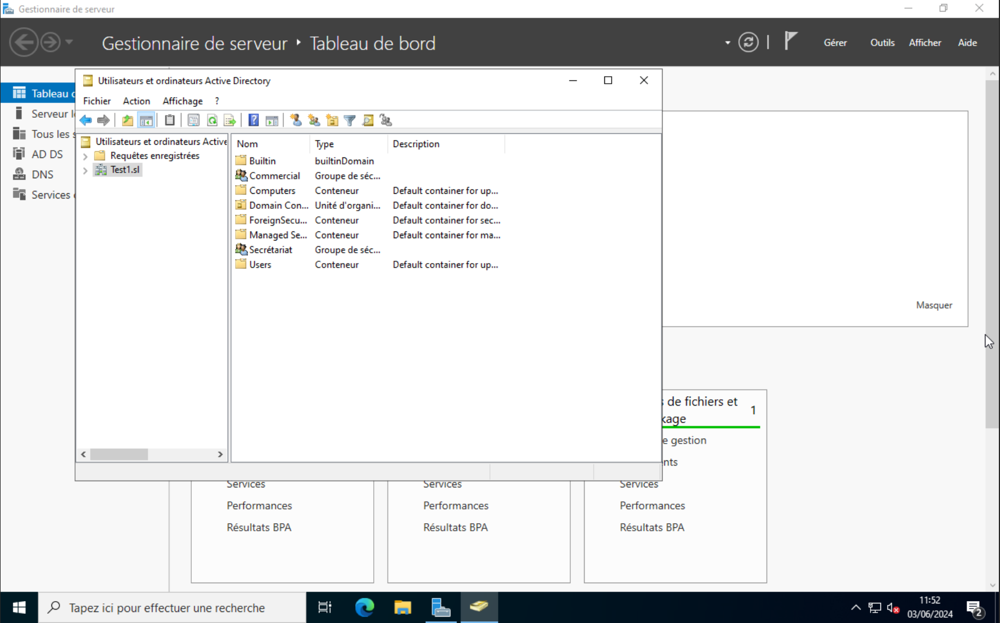 Gestionnaire de serveur
Gestionnaire de serveur ‣ Tableau de bord
Gérer
Outils
Afficher
Aide
Tableau d
Serveur l
Tous les s
AD DS
DNS
Services
Utilisateurs et ordinateurs Active Directory
Fichier Action Affichage ?
Utilisateurs et ordinateurs Active
Requêtes enregistrées
Test1.sl
Nom Type Description
Builtin builtinDomain
Commercial Groupe de séc...
Computers Conteneur Default container for up...
Domain Con... Unité d'organi... Default container for do...
ForeignSecu... Conteneur Default container for sec...
Managed Se... Conteneur Default container for ma...
Secrétariat Groupe de séc...
Users Conteneur Default container for up...
Masquer
de fichiers et
kage
1
e gestion
nts
Services
Performances
Résultats BPA
Services
Performances
Résultats BPA
Services
Performances
Résultats BPA
Tapez ici pour effectuer une recherche
11:52
03/06/2024
2